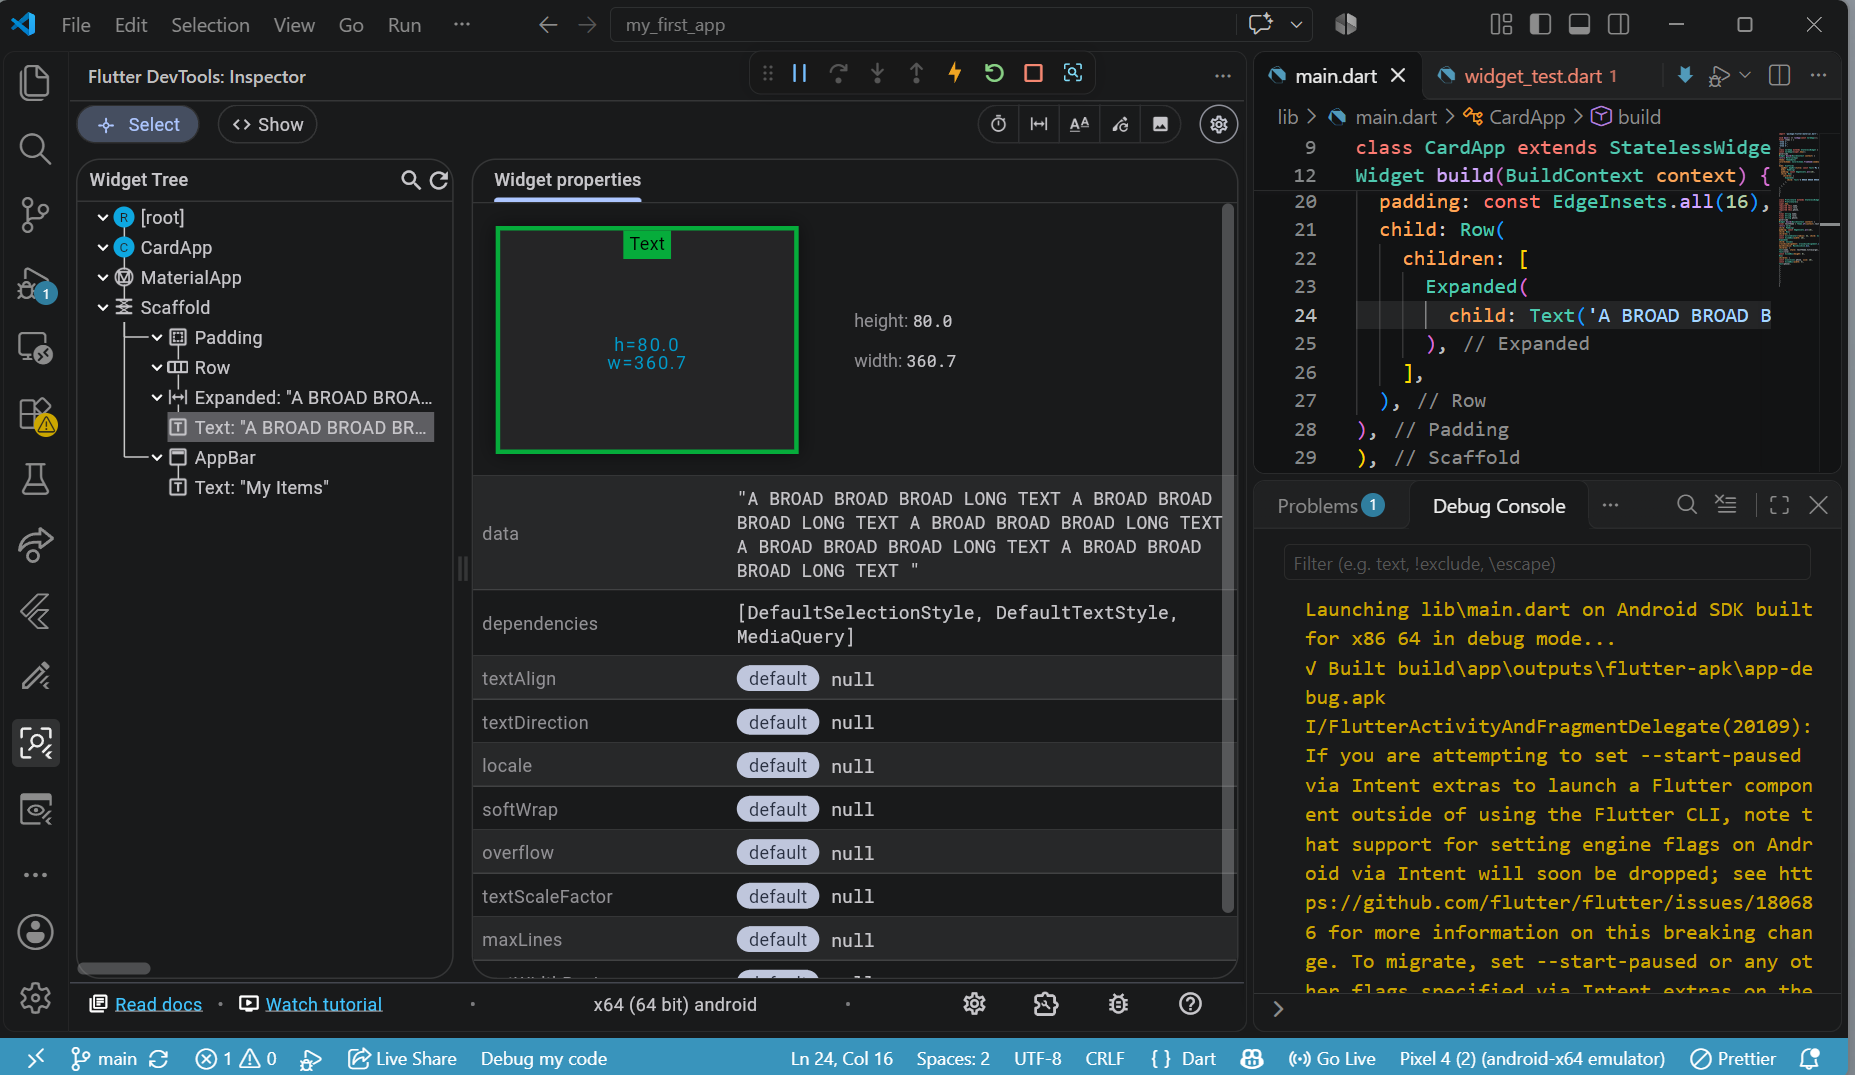 File Edit Selection View Go Run ···
my_first_app
Flutter DevTools: Inspector
Select
<> Show
Widget Tree
R [root]
C CardApp
M MaterialApp
Scaffold
Padding
Row
Expanded: "A BROAD BROA...
T Text: "A BROAD BROAD BR...
AppBar
T Text: "My Items"
Widget properties
Text
h=80.0
w=360.7
height: 80.0
width: 360.7
data
"A BROAD BROAD BROAD LONG TEXT A BROAD BROAD
BROAD LONG TEXT A BROAD BROAD BROAD LONG TEXT
A BROAD BROAD BROAD LONG TEXT A BROAD BROAD
BROAD LONG TEXT "
dependencies
[DefaultSelectionStyle, DefaultTextStyle,
MediaQuery]
textAlign default null
textDirection default null
locale default null
softWrap default null
overflow default null
textScaleFactor default null
maxLines default null
Read docs • Watch tutorial • x64 (64 bit) android •
main.dart
widget_test.dart 1
lib > main.dart > CardApp > build
9 class CardApp extends StatelessWidge
12 Widget build(BuildContext context) {
20 padding: const EdgeInsets.all(16),
21 child: Row(
22 children: [
23 Expanded(
24 child: Text('A BROAD BROAD B
25 ), // Expanded
26 ],
27 ), // Row
28 ), // Padding
29 ), // Scaffold
Problems 1
Debug Console
Filter (e.g. text, !exclude, \escape)
Launching lib\main.dart on Android SDK built
for x86 64 in debug mode...
√ Built build\app\outputs\flutter-apk\app-de
bug.apk
I/FlutterActivityAndFragmentDelegate(20109):
If you are attempting to set --start-paused
via Intent extras to launch a Flutter compon
ent outside of using the Flutter CLI, note t
hat support for setting engine flags on Andr
oid via Intent will soon be dropped; see htt
ps://github.com/flutter/flutter/issues/18068
6 for more information on this breaking chan
ge. To migrate, set --start-paused or any ot
her flags specified via Intent extras on the
>
1
main
1 0
Live Share
Debug my code
Ln 24, Col 16
Spaces: 2
UTF-8
CRLF
{ } Dart
Go Live
Pixel 4 (2) (android-x64 emulator)
Prettier